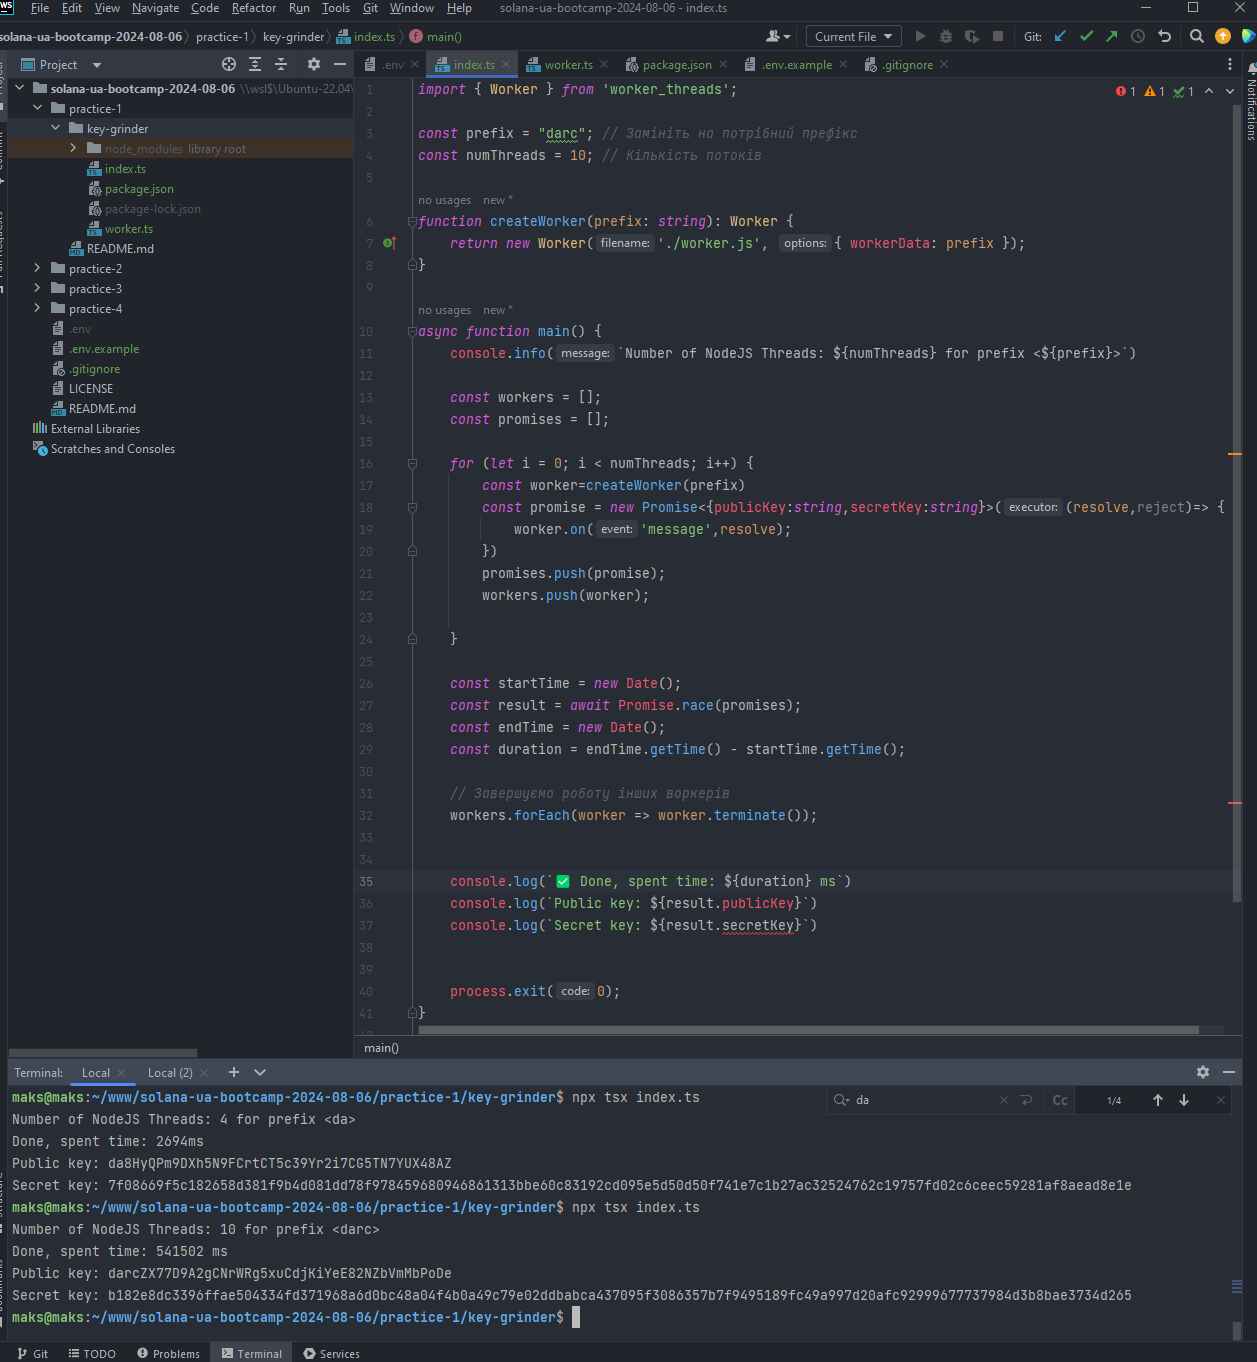 WS File Edit View Navigate Code Refactor Run Tools Git Window Help solana-ua-bootcamp-2024-08-06 - index.ts
solana-ua-bootcamp-2024-08-06 practice-1 key-grinder index.ts main() Current File Git:
Project
.env index.ts worker.ts package.json .env.example .gitignore
solana-ua-bootcamp-2024-08-06 \\wsl$\Ubuntu-22.04\
practice-1
key-grinder
node_modules library root
index.ts
package.json
package-lock.json
worker.ts
README.md
practice-2
practice-3
practice-4
.env
.env.example
.gitignore
LICENSE
README.md
External Libraries
Scratches and Consoles
Notifications
1 1 1
1 import { Worker } from 'worker_threads';
2
3 const prefix = "darc"; // Замініть на потрібний префікс
4 const numThreads = 10; // Кількість потоків
5
no usages new *
6 function createWorker(prefix: string): Worker {
7 return new Worker( filename: './worker.js', options: { workerData: prefix });
8 }
9
no usages new *
10 async function main() {
11 console.info( message: `Number of NodeJS Threads: ${numThreads} for prefix <${prefix}>`)
12
13 const workers = [];
14 const promises = [];
15
16 for (let i = 0; i < numThreads; i++) {
17 const worker=createWorker(prefix)
18 const promise = new Promise<{publicKey:string,secretKey:string}>( executor: (resolve,reject)=> {
19 worker.on( event: 'message',resolve);
20 })
21 promises.push(promise);
22 workers.push(worker);
23
24 }
25
26 const startTime = new Date();
27 const result = await Promise.race(promises);
28 const endTime = new Date();
29 const duration = endTime.getTime() - startTime.getTime();
30
31 // Завершуємо роботу інших воркерів
32 workers.forEach(worker => worker.terminate());
33
34
35 console.log(`✅ Done, spent time: ${duration} ms`)
36 console.log(`Public key: ${result.publicKey}`)
37 console.log(`Secret key: ${result.secretKey}`)
38
39
40 process.exit( code: 0);
41 }
main()
Terminal: Local Local (2)
da Cc 1/4
maks@maks:~/www/solana-ua-bootcamp-2024-08-06/practice-1/key-grinder$ npx tsx index.ts
Number of NodeJS Threads: 4 for prefix <da>
Done, spent time: 2694ms
Public key: da8HyQPm9DXh5N9FCrtCT5c39Yr2i7CG5TN7YUX48AZ
Secret key: 7f08669f5c182658d381f9b4d081dd78f978459680946861313bbe60c83192cd095e5d50d50f741e7c1b27ac32524762c19757fd02c6ceec59281af8aead8e1e
maks@maks:~/www/solana-ua-bootcamp-2024-08-06/practice-1/key-grinder$ npx tsx index.ts
Number of NodeJS Threads: 10 for prefix <darc>
Done, spent time: 541502 ms
Public key: darcZX77D9A2gCNrWRg5xuCdjKiYeE82NZbVmMbPoDe
Secret key: b182e8dc3396ffae504334fd371968a6d0bc48a04f4b0a49c79e02ddbabca437095f3086357b7f9495189fc49a997d20afc92999677737984d3b8bae3734d265
maks@maks:~/www/solana-ua-bootcamp-2024-08-06/practice-1/key-grinder$
Git TODO Problems Terminal Services